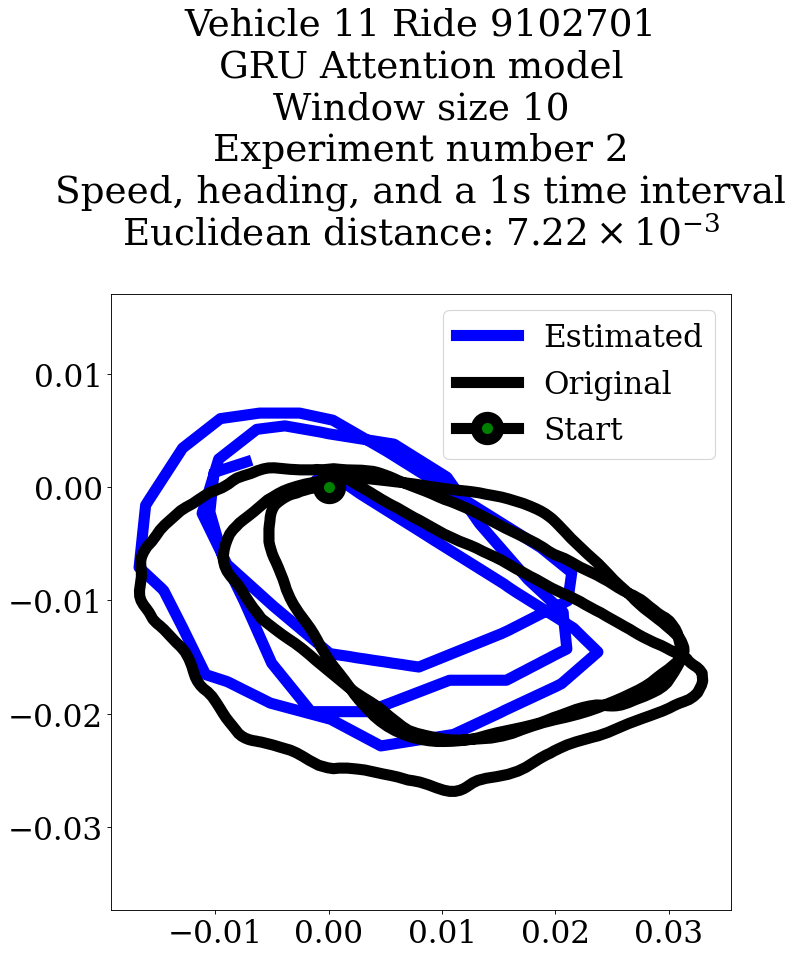 Vehicle 11 Ride 9102701
GRU Attention model
Window size 10
Experiment number 2
Speed, heading, and a 1s time interval
Euclidean distance: 7.22 × 10⁻³
Estimated
Original
Start
0.01
0.00
−0.01
−0.02
−0.03
−0.01 0.00 0.01 0.02 0.03